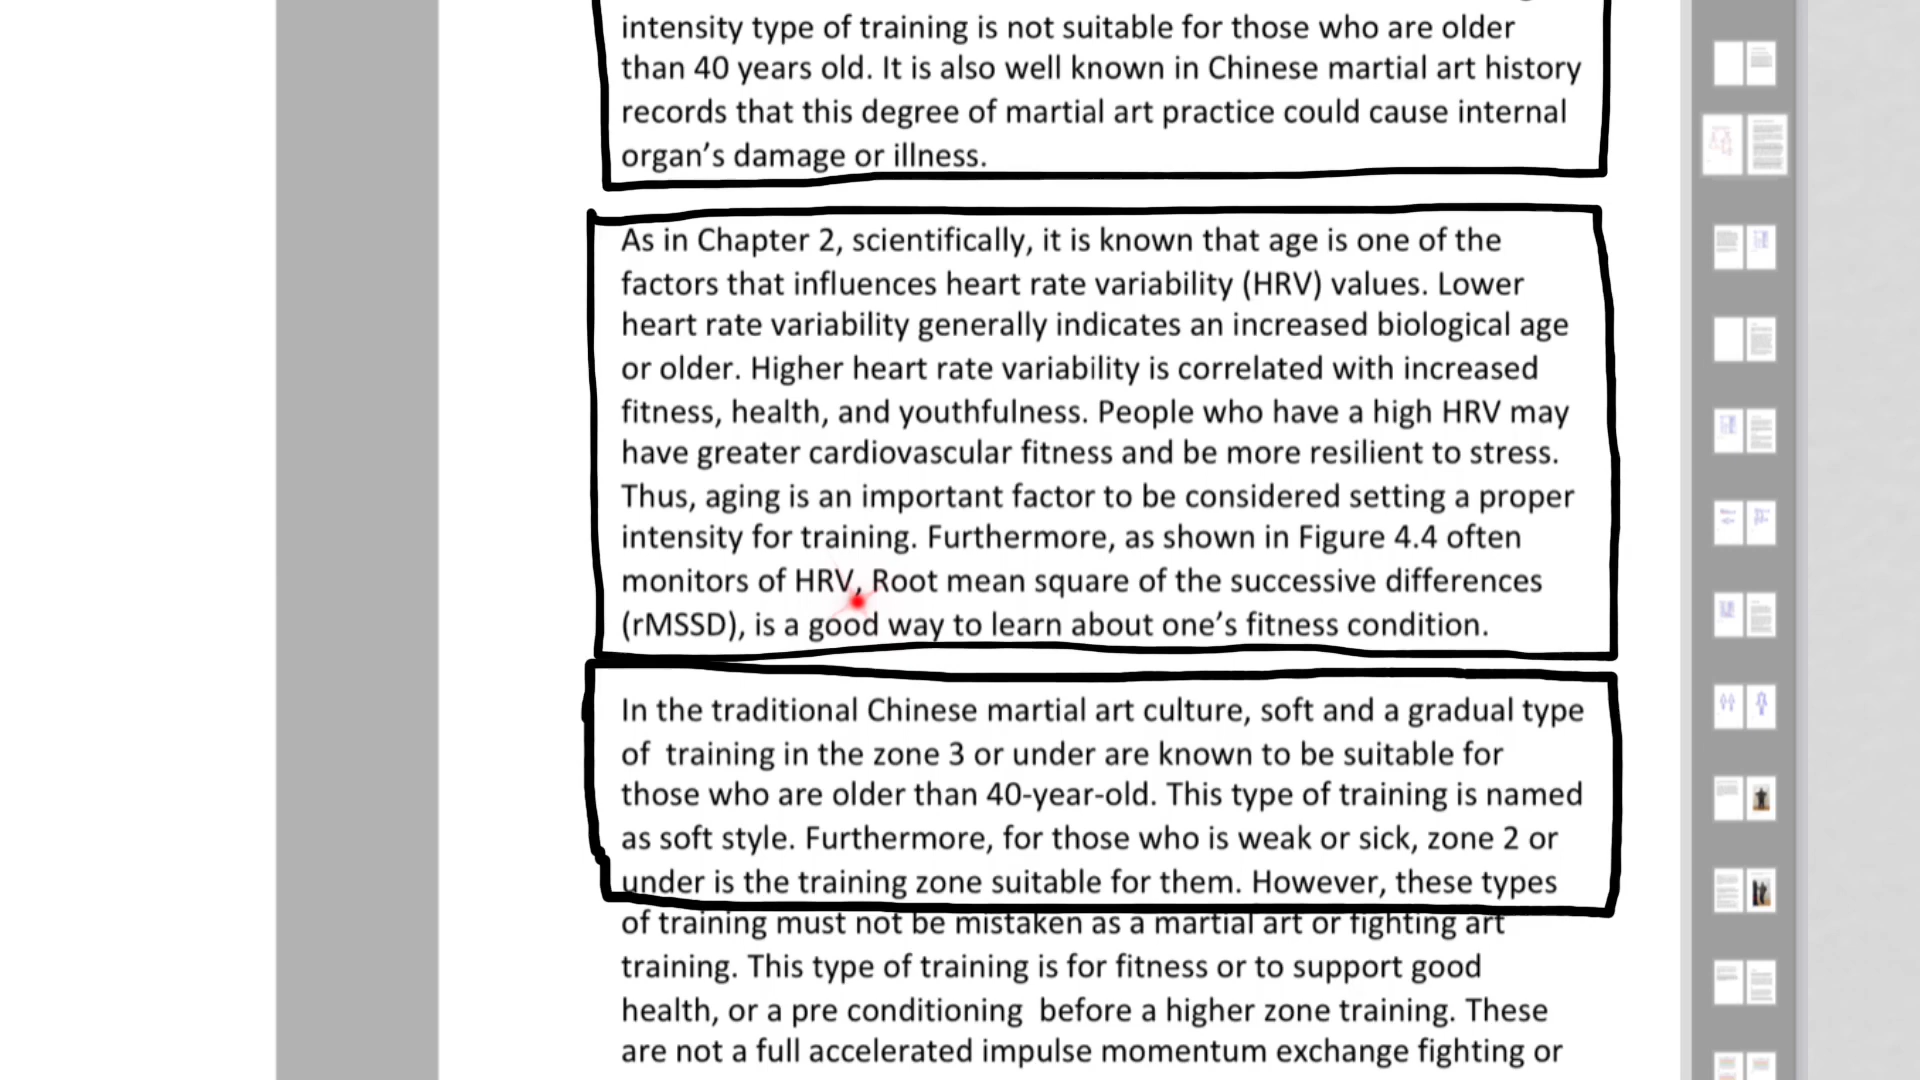 intensity type of training is not suitable for those who are older
than 40 years old. It is also well known in Chinese martial art history
records that this degree of martial art practice could cause internal
organ's damage or illness.
As in Chapter 2, scientifically, it is known that age is one of the
factors that influences heart rate variability (HRV) values. Lower
heart rate variability generally indicates an increased biological age
or older. Higher heart rate variability is correlated with increased
fitness, health, and youthfulness. People who have a high HRV may
have greater cardiovascular fitness and be more resilient to stress.
Thus, aging is an important factor to be considered setting a proper
intensity for training. Furthermore, as shown in Figure 4.4 often
monitors of HRV, Root mean square of the successive differences
(rMSSD), is a good way to learn about one's fitness condition.
In the traditional Chinese martial art culture, soft and a gradual type
of  training in the zone 3 or under are known to be suitable for
those who are older than 40-year-old. This type of training is named
as soft style. Furthermore, for those who is weak or sick, zone 2 or
under is the training zone suitable for them. However, these types
of training must not be mistaken as a martial art or fighting art
training. This type of training is for fitness or to support good
health, or a pre conditioning  before a higher zone training. These
are not a full accelerated impulse momentum exchange fighting or